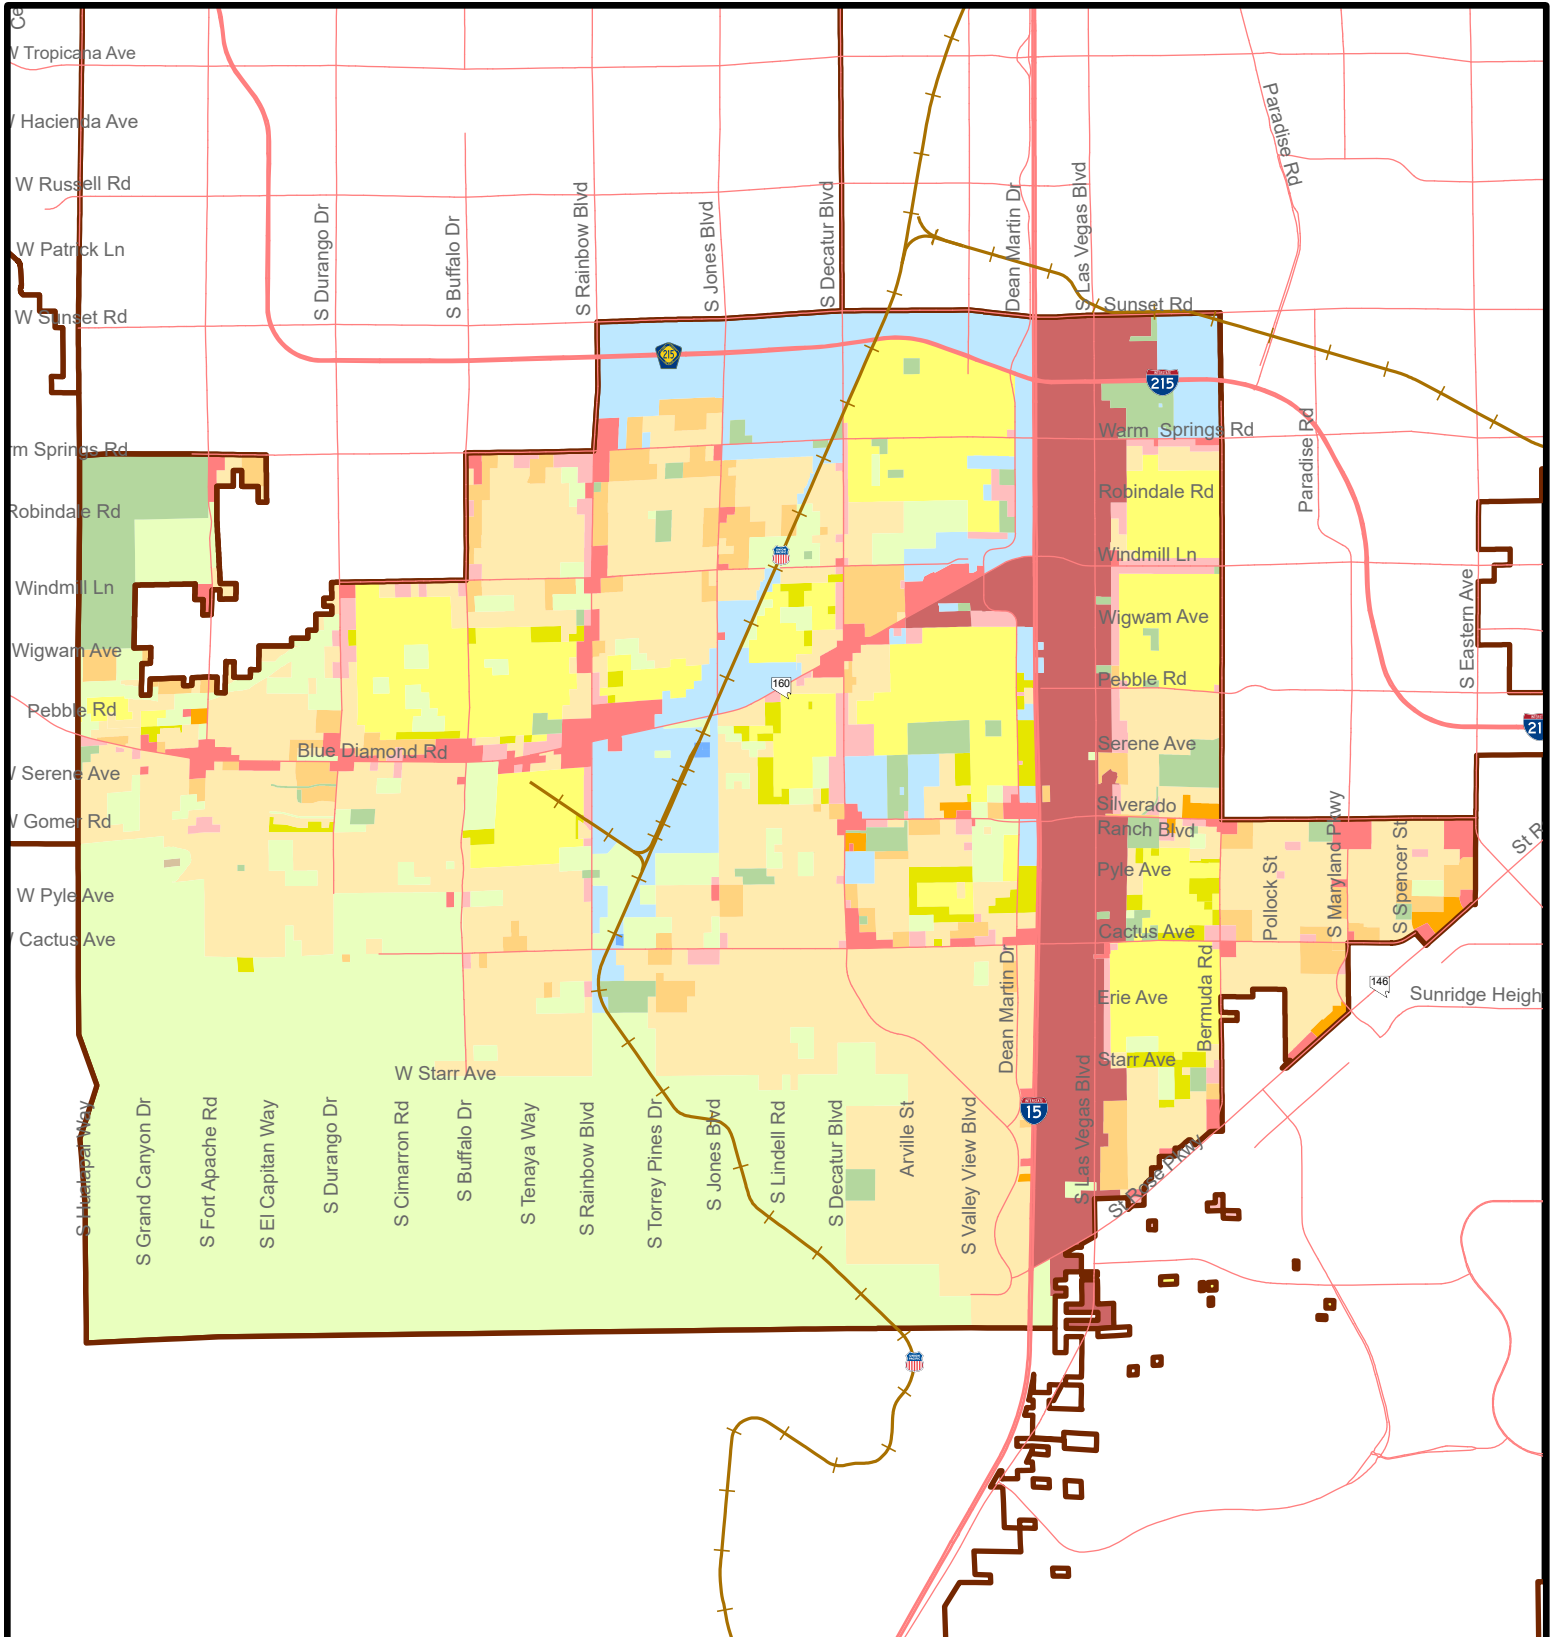 Ce
W Tropicana Ave
W Hacienda Ave
W Russell Rd
W Patrick Ln
W Sunset Rd
S Durango Dr
S Buffalo Dr
S Rainbow Blvd
S Jones Blvd
S Decatur Blvd
Dean Martin Dr
S Las Vegas Blvd
Paradise Rd
Sunset Rd
215
215
rm Springs Rd
Warm Springs Rd
Paradise Rd
Robindale Rd
Robindale Rd
Windmill Ln
Windmill Ln
S Eastern Ave
Wigwam Ave
Wigwam Ave
160
Pebble Rd
Pebble Rd
21
Blue Diamond Rd
Serene Ave
W Serene Ave
Silverado
Ranch Blvd
W Gomer Rd
St R
Pyle Ave
W Pyle Ave
Pollock St
S Maryland Pkwy
S Spencer St
Cactus Ave
W Cactus Ave
Dean Martin Dr
Bermuda Rd
146
Erie Ave
Sunridge Heigh
Starr Ave
W Starr Ave
15
S Hualapai Way
S Grand Canyon Dr
S Fort Apache Rd
S El Capitan Way
S Durango Dr
S Cimarron Rd
S Buffalo Dr
S Tenaya Way
S Rainbow Blvd
S Torrey Pines Dr
S Jones Blvd
S Lindell Rd
S Decatur Blvd
Arville St
S Valley View Blvd
S Las Vegas Blvd
St Rose Pkwy